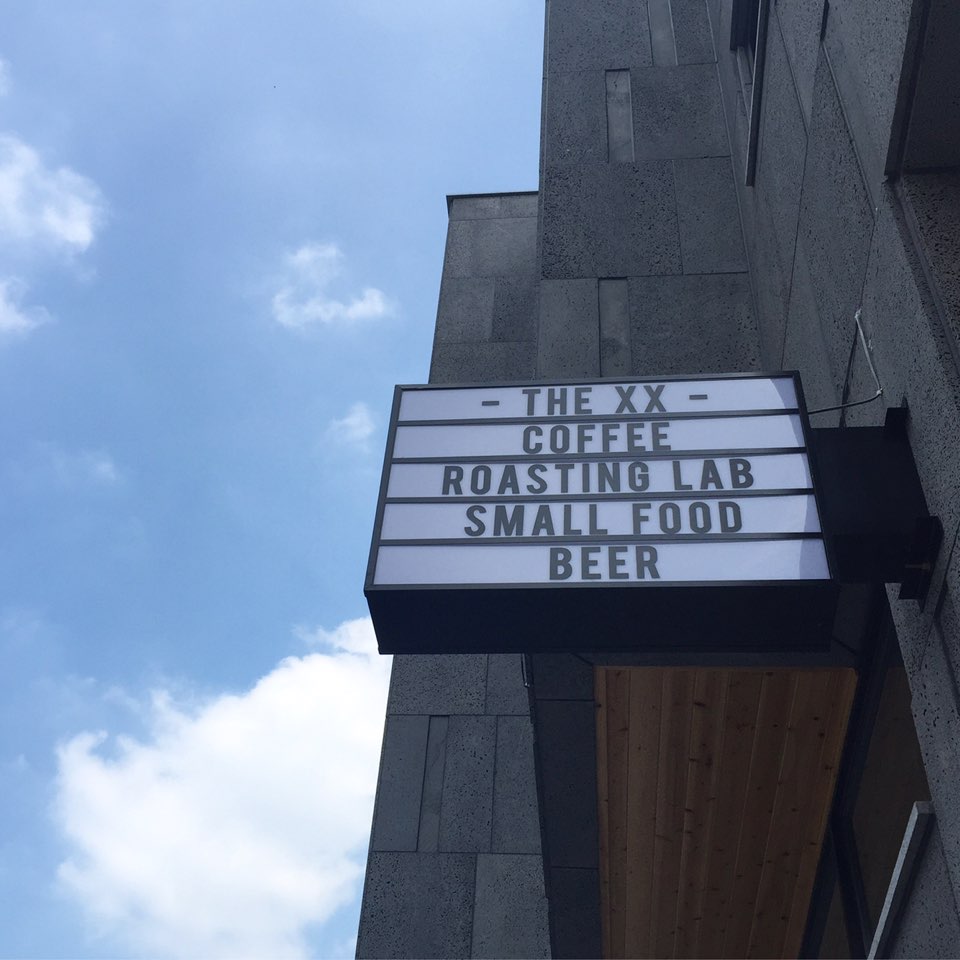 - THE XX -
COFFEE
ROASTING LAB
SMALL FOOD
BEER